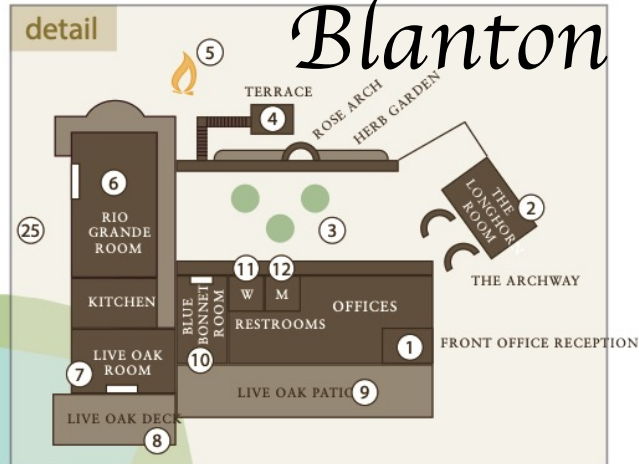 detail
Blanton
5
TERRACE
4
ROSE ARCH
HERB GARDEN
6
RIO
GRANDE
ROOM
25
3
THE
LONGHOR
ROOM
2
THE ARCHWAY
KITCHEN
11
12
W
M
RESTROOMS
BLUE
BONNET
ROOM
10
OFFICES
1
FRONT OFFICE RECEPTION
LIVE OAK
ROOM
7
LIVE OAK PATIO
9
LIVE OAK DECK
8